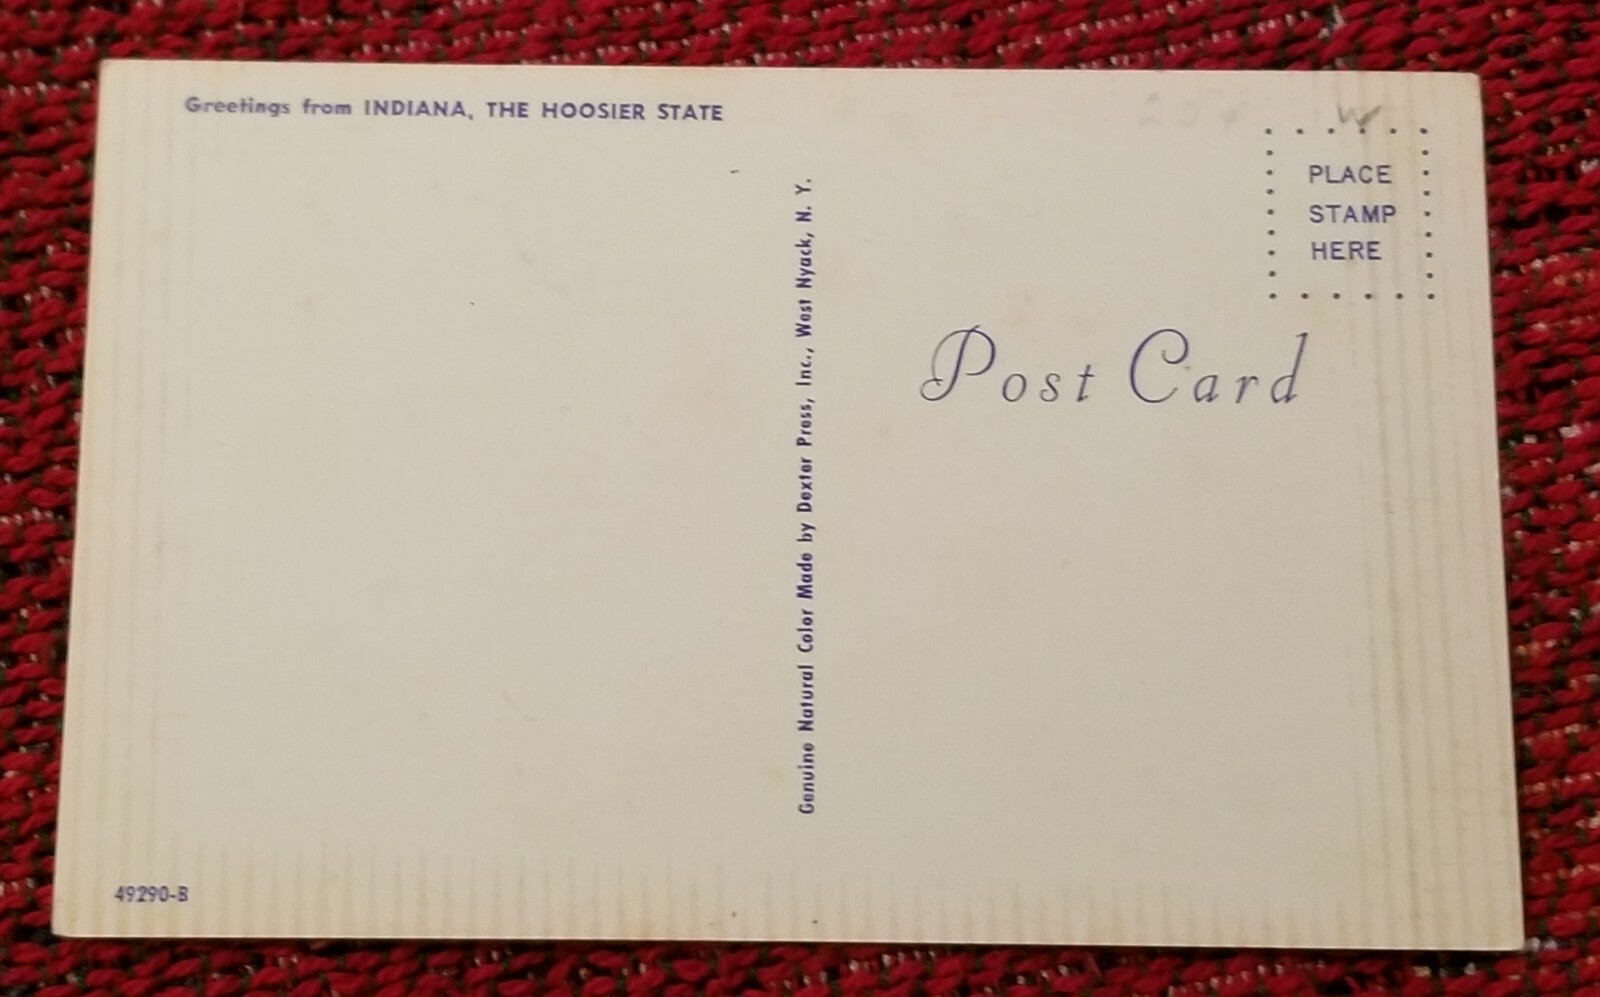 Greetings from INDIANA, THE HOOSIER STATE
W
PLACE
STAMP
HERE
Post Card
Genuine Natural Color Made by Dexter Press, Inc., West Nyack, N. Y.
49290-B